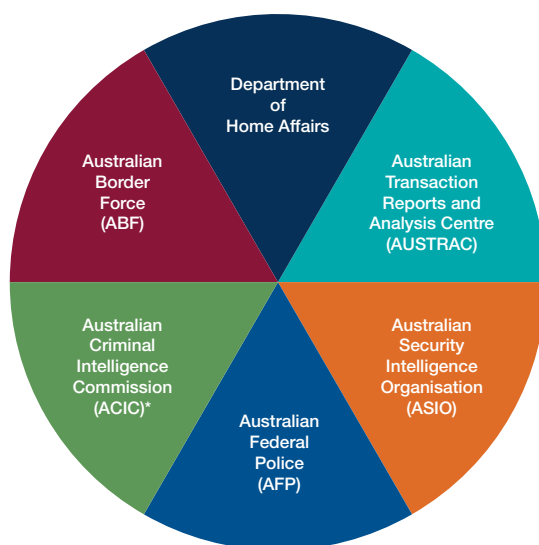 Department
of
Home Affairs
Australian
Transaction
Reports and
Analysis Centre
(AUSTRAC)
Australian
Security
Intelligence
Organisation
(ASIO)
Australian
Federal
Police
(AFP)
Australian
Criminal
Intelligence
Commission
(ACIC)*
Australian
Border
Force
(ABF)